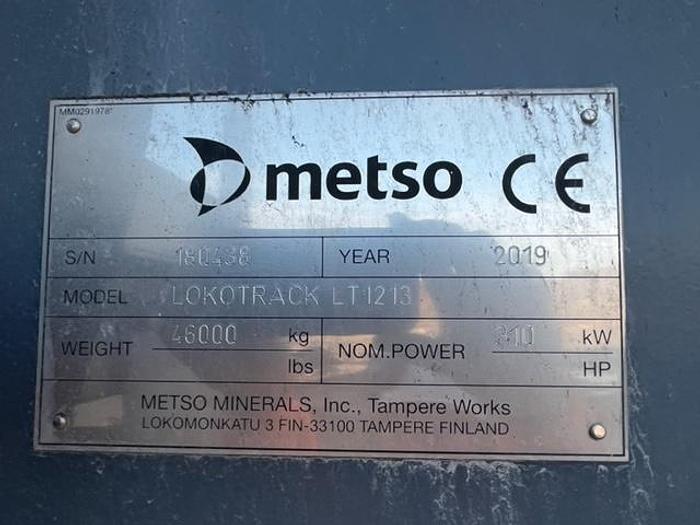 MM0291978
metso CE
S/N 180438 YEAR 2019
MODEL LOKOTRACK LT1213
WEIGHT 46000 kg NOM.POWER 310 kW
lbs HP
METSO MINERALS, Inc., Tampere Works
LOKOMONKATU 3 FIN-33100 TAMPERE FINLAND